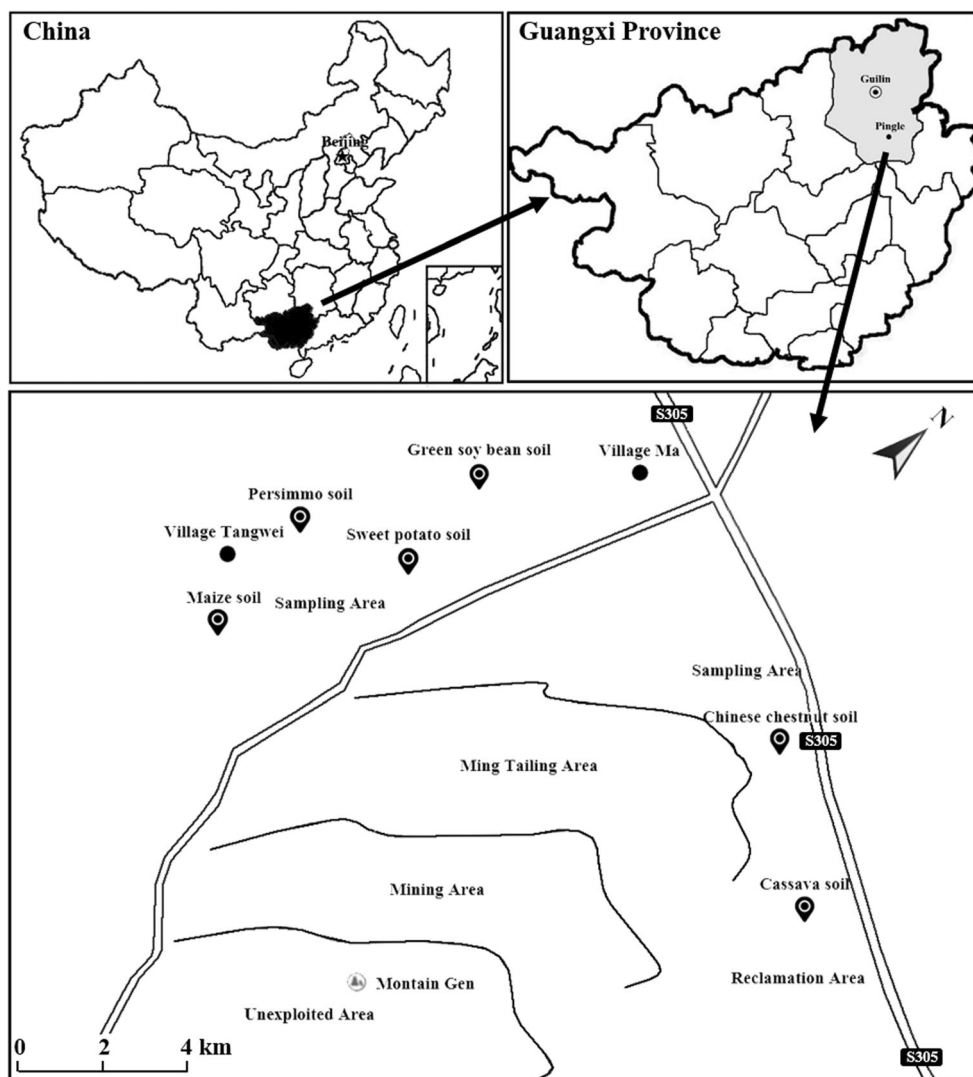 China
Guangxi Province
Guilin
Beijing
Pingle
S305
N
Green soy bean soil
Village Ma
Persimmo soil
Village Tangwei
Sweet potato soil
Maize soil
Sampling Area
Sampling Area
Chinese chestnut soil
S305
Ming Tailing Area
Mining Area
Cassava soil
Montain Gen
Reclamation Area
Unexploited Area
0 2 4 km
S305